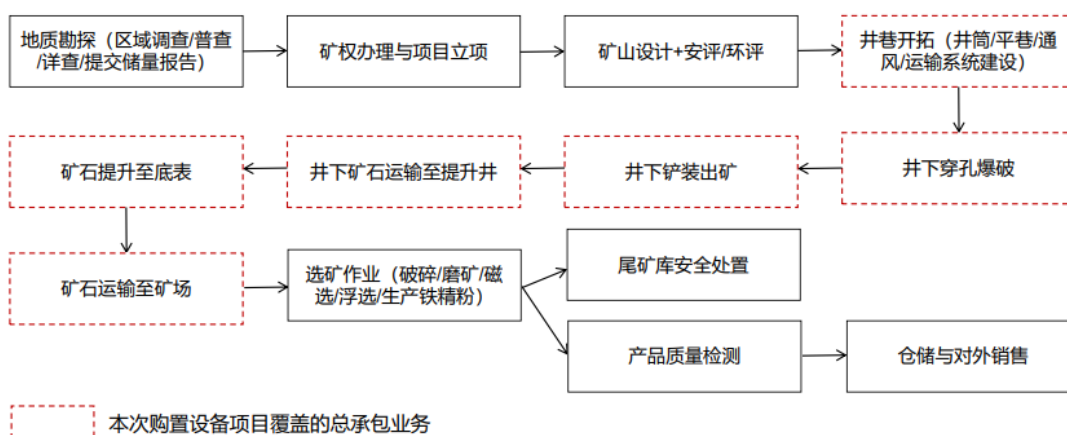 地质勘探（区域调查/普查
/详查/提交储量报告）
矿权办理与项目立项
矿山设计+安评/环评
井巷开拓（井筒/平巷/通
风/运输系统建设）
井下穿孔爆破
井下铲装出矿
井下矿石运输至提升井
矿石提升至底表
矿石运输至矿场
选矿作业（破碎/磨矿/磁
选/浮选/生产铁精粉）
尾矿库安全处置
产品质量检测
仓储与对外销售
本次购置设备项目覆盖的总承包业务